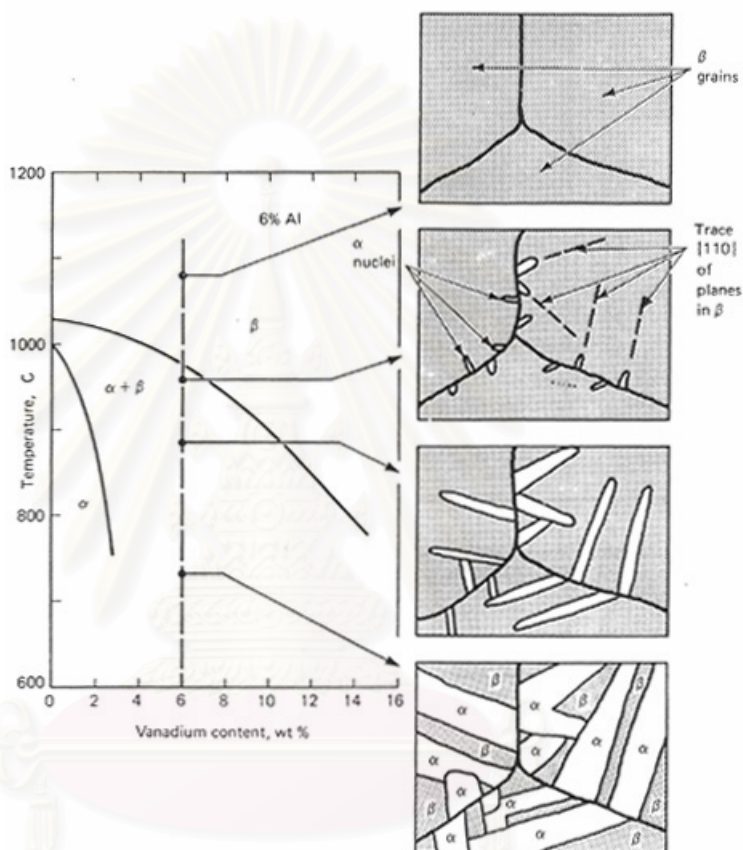 β
grains
1200
6% Al
α
nuclei
Trace
{110}
of
planes
in β
β
1000
α + β
Temperature, C
800
α
600
0 2 4 6 8 10 12 14 16
Vanadium content, wt %
β
α
β
α
β
α
β
α
α
β
α
α
α
β
β
α
β